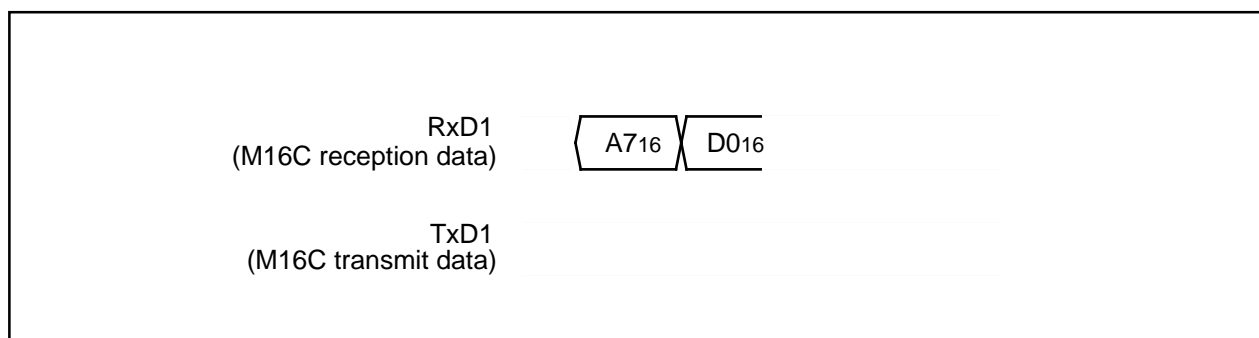 RxD1
(M16C reception data)
A716
D016
TxD1
(M16C transmit data)